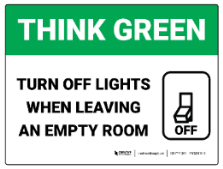 THINK GREEN
TURN OFF LIGHTS
WHEN LEAVING
AN EMPTY ROOM
OFF